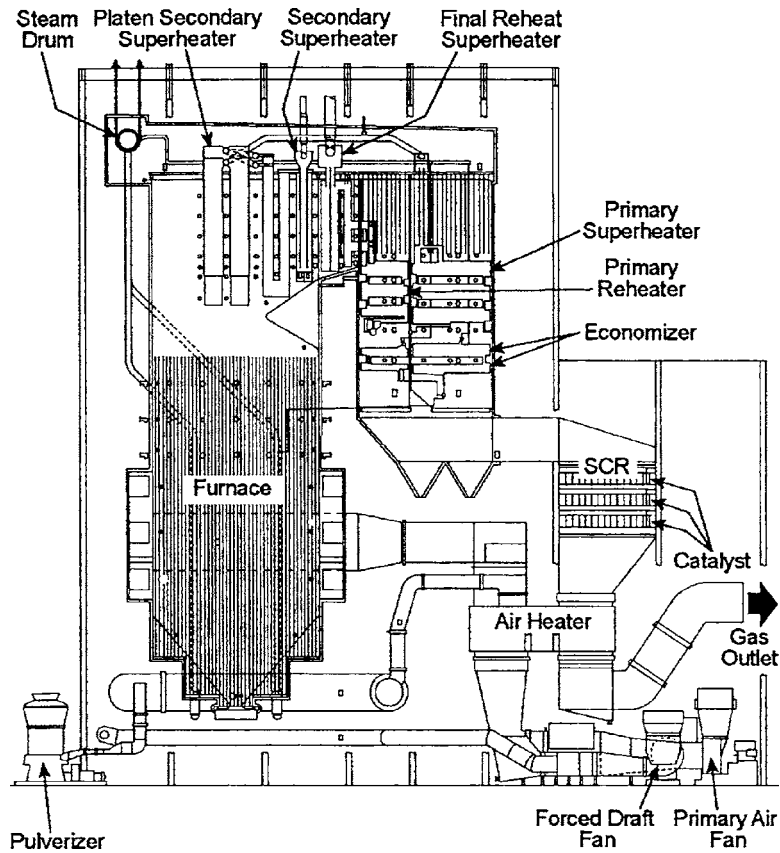 Steam
Drum
Platen Secondary
Superheater
Secondary
Superheater
Final Reheat
Superheater
Primary
Superheater
Primary
Reheater
Economizer
SCR
Furnace
Catalyst
Air Heater
Gas
Outlet
Pulverizer
Forced Draft
Fan
Primary Air
Fan